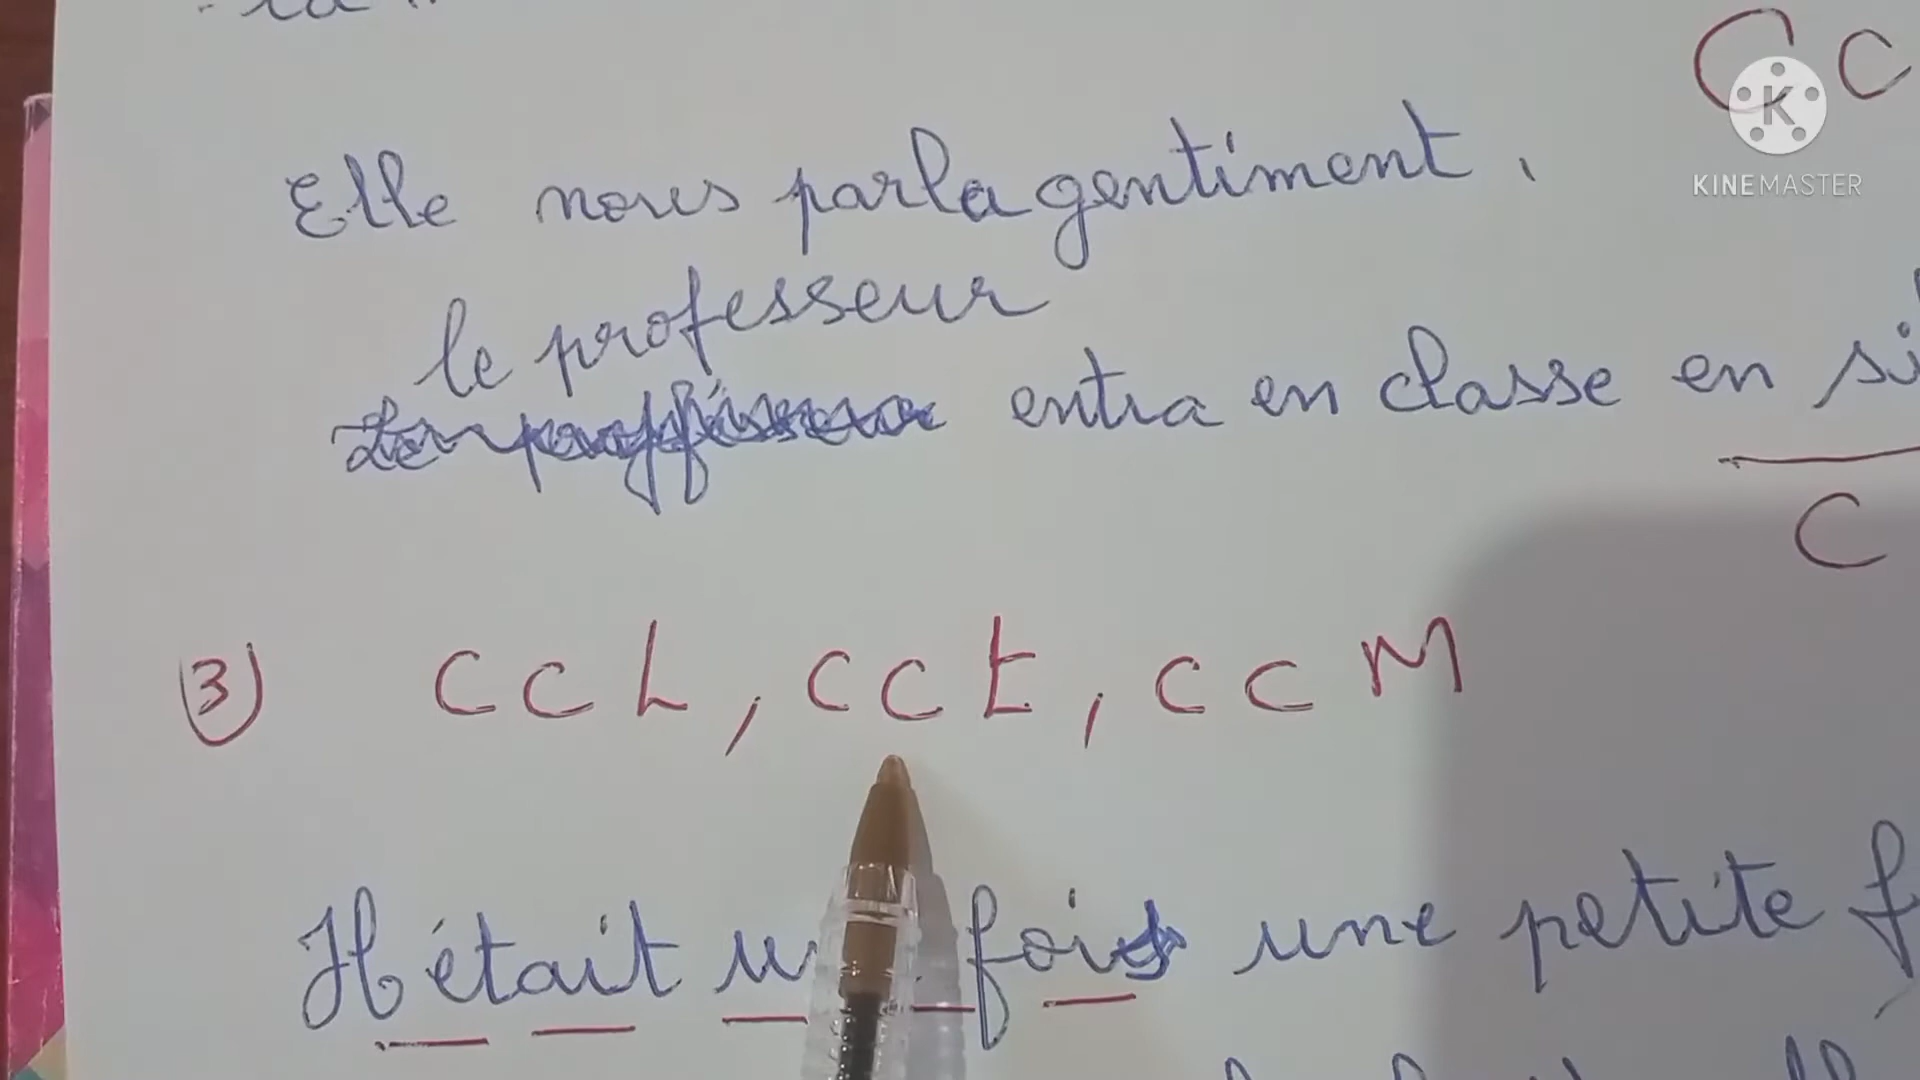 Cc
KINEMASTER
Elle nous parla gentiment.
le professeur
entra en classe en si
C
③ CCL, CCT, CCM
Il était fois une petite f